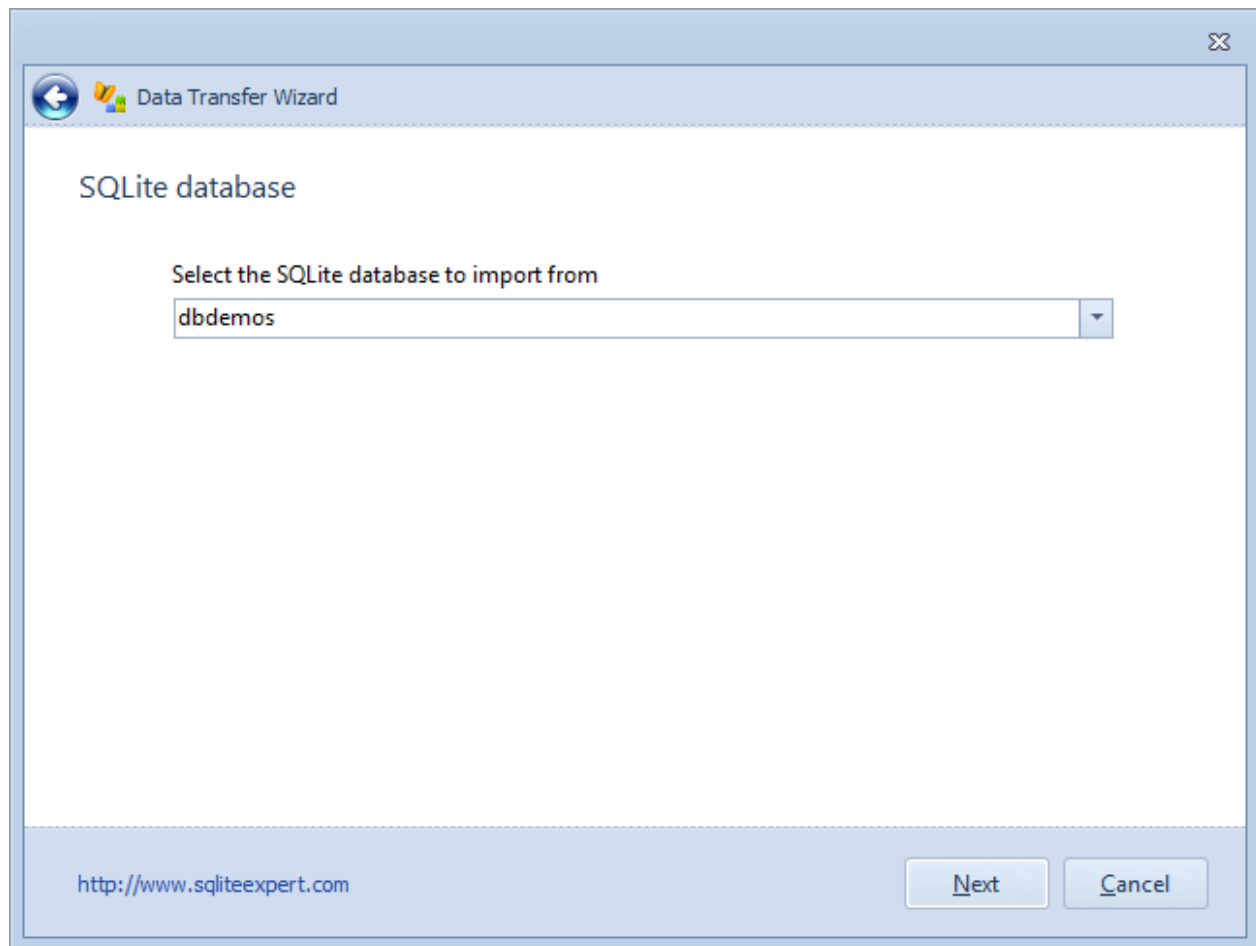 Data Transfer Wizard
SQLite database
Select the SQLite database to import from
dbdemos
http://www.sqliteexpert.com
Next
Cancel